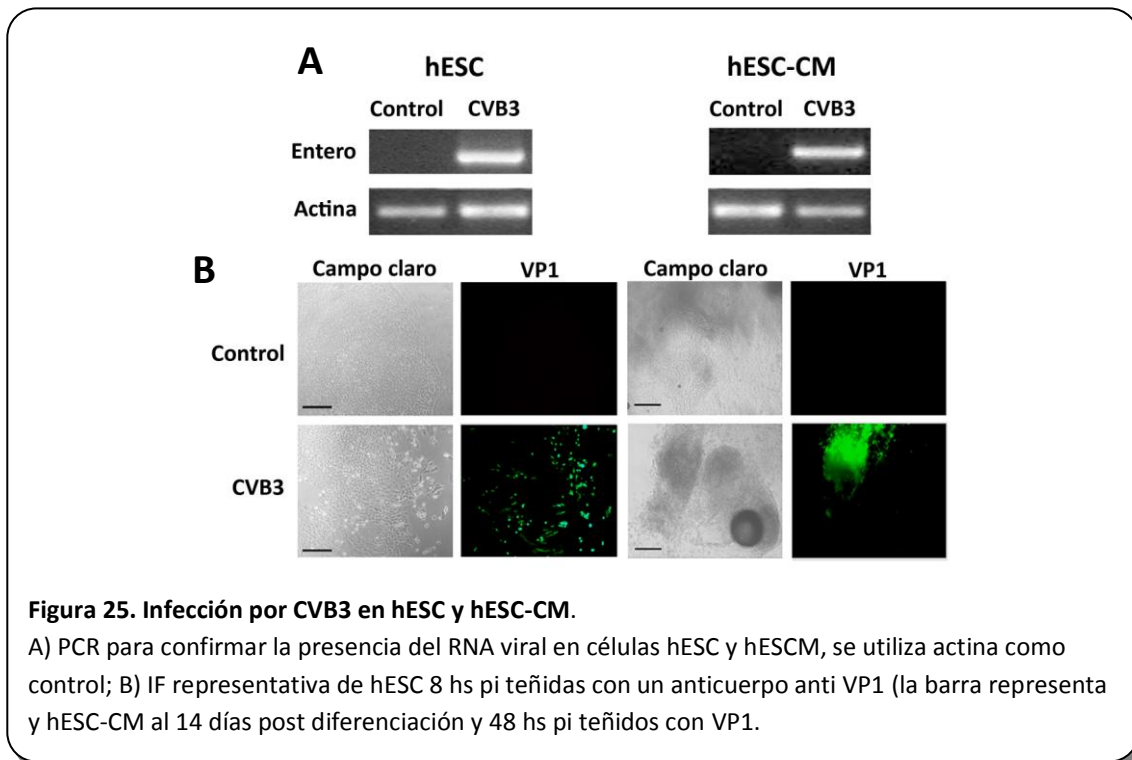 A
hESC hESC-CM
Control CVB3 Control CVB3
Entero
Actina
B
Campo claro VP1 Campo claro VP1
Control
CVB3
Figura 25. Infección por CVB3 en hESC y hESC-CM.
A) PCR para confirmar la presencia del RNA viral en células hESC y hESCM, se utiliza actina como
control; B) IF representativa de hESC 8 hs pi teñidas con un anticuerpo anti VP1 (la barra representa
y hESC-CM al 14 días post diferenciación y 48 hs pi teñidos con VP1.